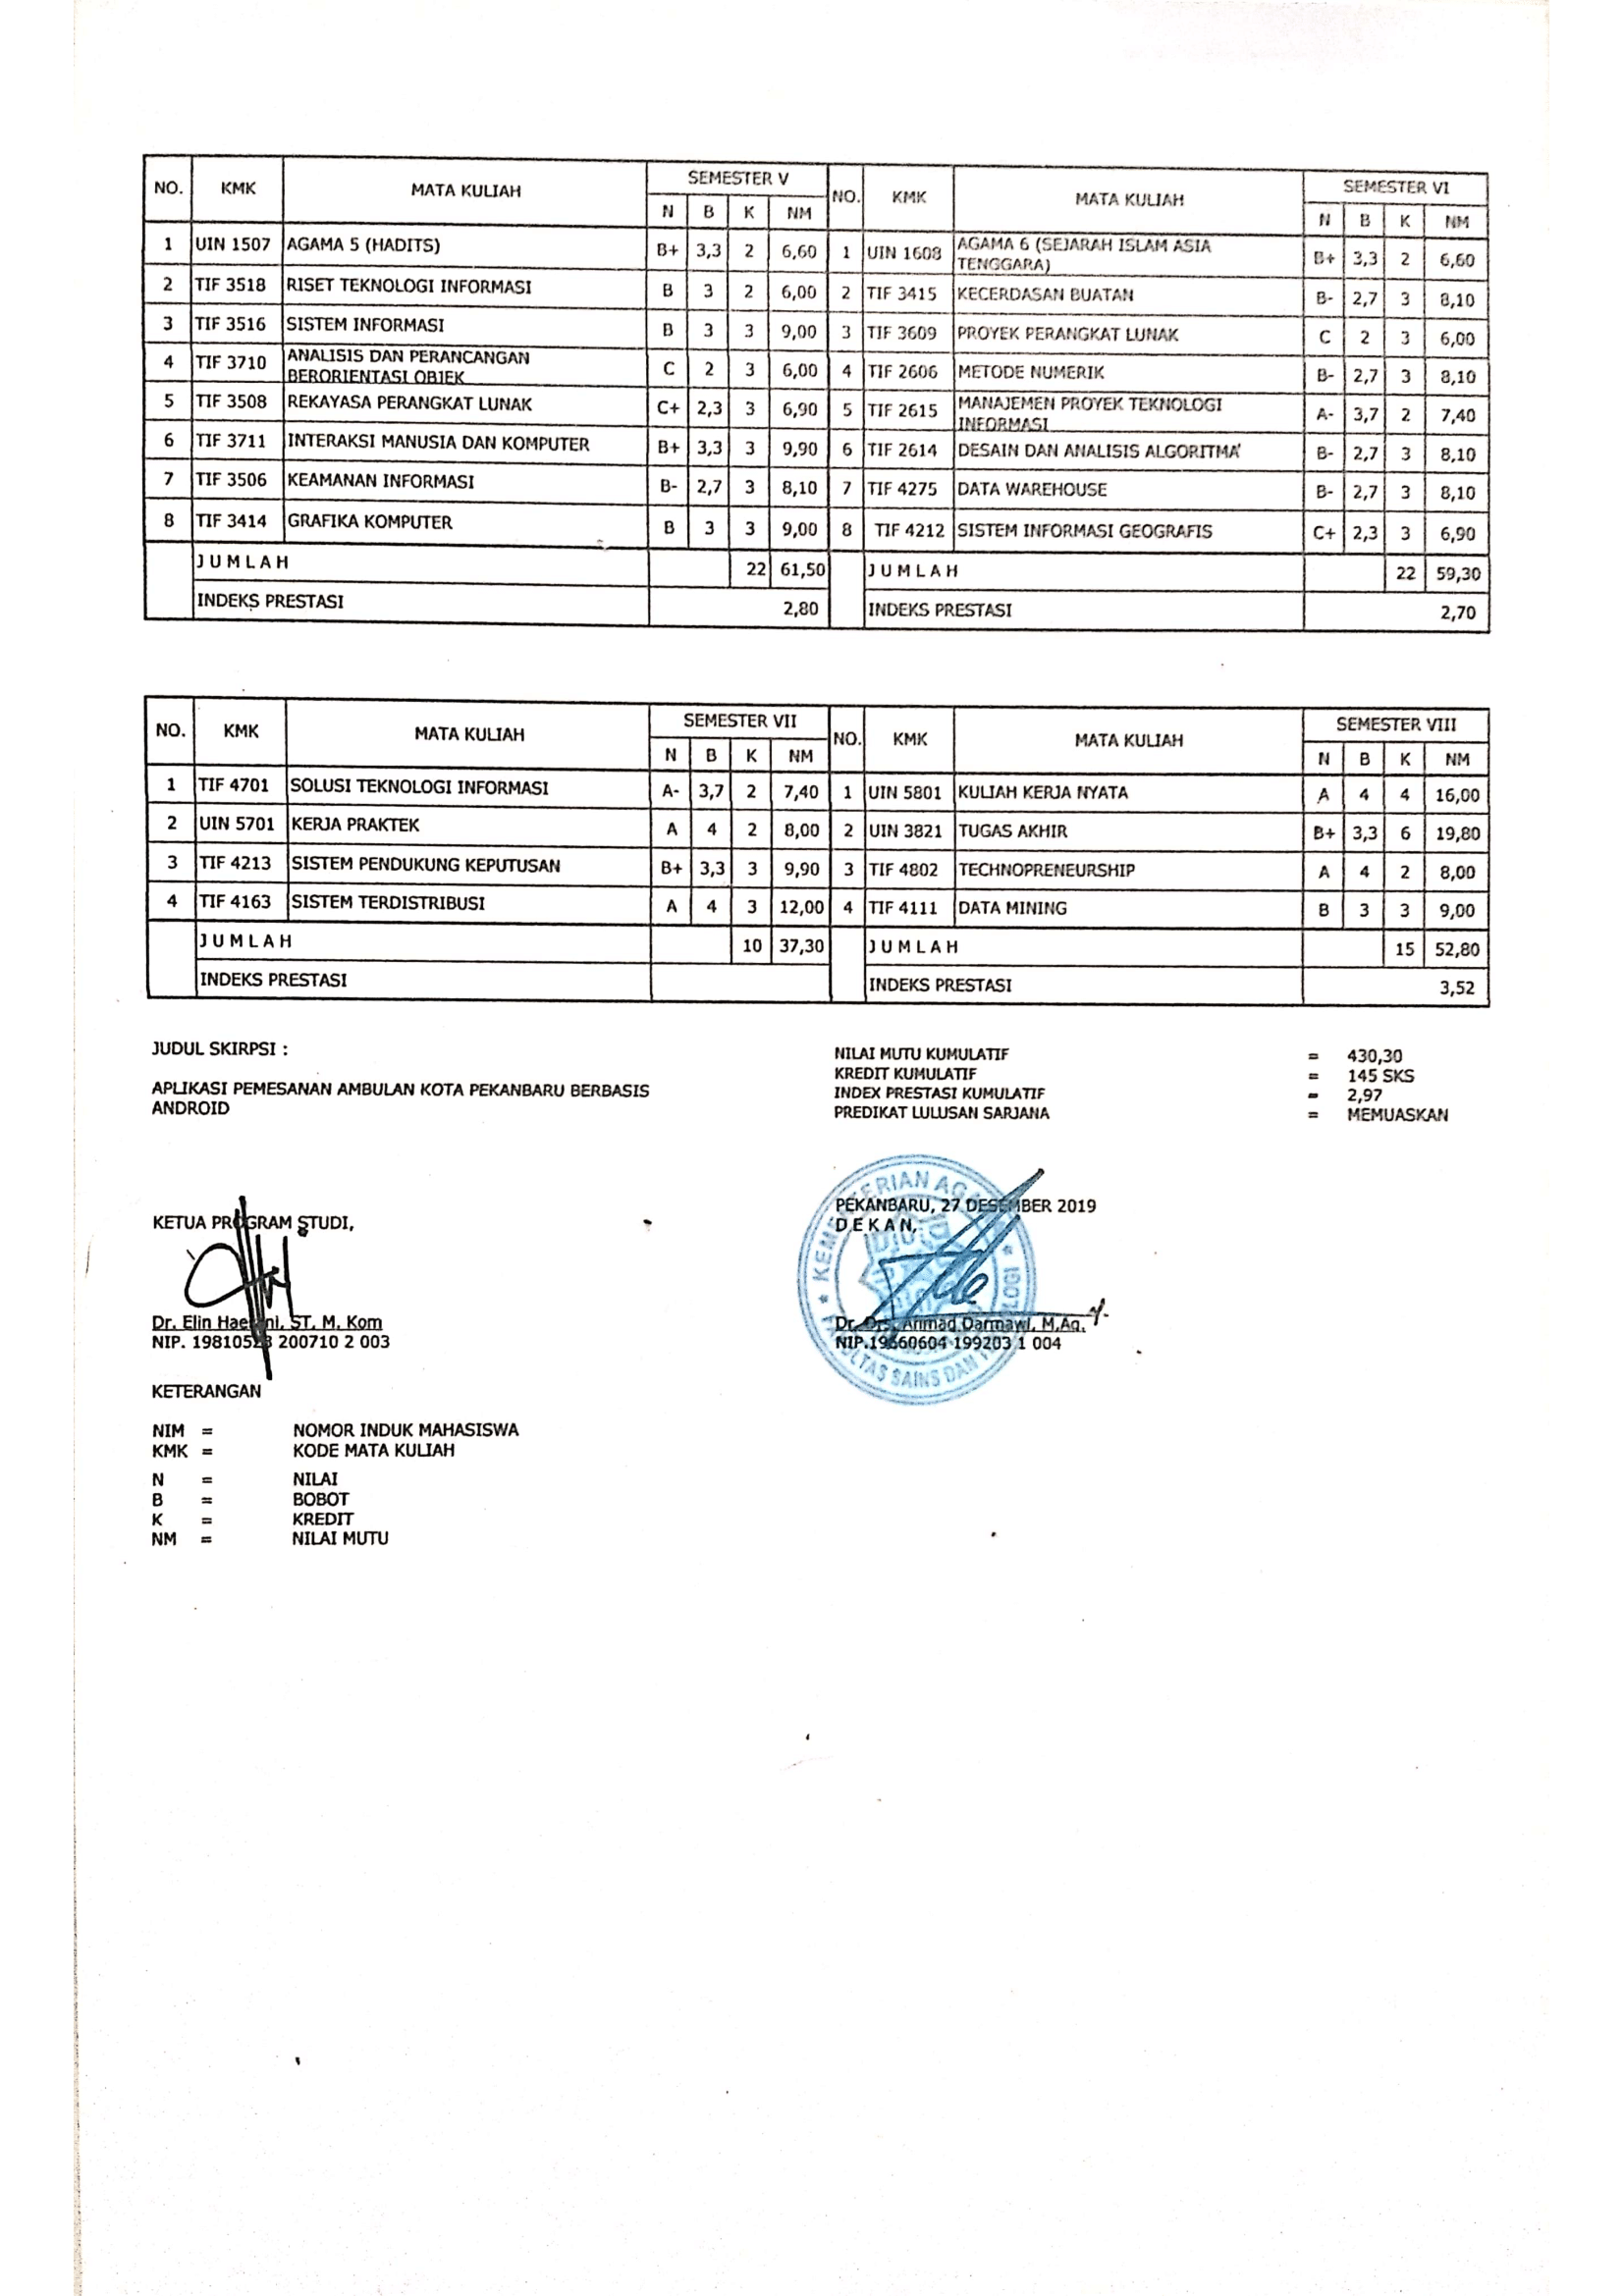 NO. KMK MATA KULIAH SEMESTER V NO. KMK MATA KULIAH SEMESTER VI
N B K NM N B K NM
1 UIN 1507 AGAMA 5 (HADITS) B+ 3,3 2 6,60 1 UIN 1608 AGAMA 6 (SEJARAH ISLAM ASIA
TENGGARA) B+ 3,3 2 6,60
2 TIF 3518 RISET TEKNOLOGI INFORMASI B 3 2 6,00 2 TIF 3415 KECERDASAN BUATAN B- 2,7 3 8,10
3 TIF 3516 SISTEM INFORMASI B 3 3 9,00 3 TIF 3609 PROYEK PERANGKAT LUNAK C 2 3 6,00
4 TIF 3710 ANALISIS DAN PERANCANGAN
BERORIENTASI OBJEK C 2 3 6,00 4 TIF 2606 METODE NUMERIK B- 2,7 3 8,10
5 TIF 3508 REKAYASA PERANGKAT LUNAK C+ 2,3 3 6,90 5 TIF 2615 MANAJEMEN PROYEK TEKNOLOGI
INFORMASI A- 3,7 2 7,40
6 TIF 3711 INTERAKSI MANUSIA DAN KOMPUTER B+ 3,3 3 9,90 6 TIF 2614 DESAIN DAN ANALISIS ALGORITMA B- 2,7 3 8,10
7 TIF 3506 KEAMANAN INFORMASI B- 2,7 3 8,10 7 TIF 4275 DATA WAREHOUSE B- 2,7 3 8,10
8 TIF 3414 GRAFIKA KOMPUTER B 3 3 9,00 8 TIF 4212 SISTEM INFORMASI GEOGRAFIS C+ 2,3 3 6,90
J U M L A H 22 61,50 J U M L A H 22 59,30
INDEKS PRESTASI 2,80 INDEKS PRESTASI 2,70
NO. KMK MATA KULIAH SEMESTER VII NO. KMK MATA KULIAH SEMESTER VIII
N B K NM N B K NM
1 TIF 4701 SOLUSI TEKNOLOGI INFORMASI A- 3,7 2 7,40 1 UIN 5801 KULIAH KERJA NYATA A 4 4 16,00
2 UIN 5701 KERJA PRAKTEK A 4 2 8,00 2 UIN 3821 TUGAS AKHIR B+ 3,3 6 19,80
3 TIF 4213 SISTEM PENDUKUNG KEPUTUSAN B+ 3,3 3 9,90 3 TIF 4802 TECHNOPRENEURSHIP A 4 2 8,00
4 TIF 4163 SISTEM TERDISTRIBUSI A 4 3 12,00 4 TIF 4111 DATA MINING B 3 3 9,00
J U M L A H 10 37,30 J U M L A H 15 52,80
INDEKS PRESTASI INDEKS PRESTASI 3,52
JUDUL SKIRPSI :
APLIKASI PEMESANAN AMBULAN KOTA PEKANBARU BERBASIS
ANDROID
NILAI MUTU KUMULATIF = 430,30
KREDIT KUMULATIF = 145 SKS
INDEX PRESTASI KUMULATIF = 2,97
PREDIKAT LULUSAN SARJANA = MEMUASKAN
KETUA PROGRAM STUDI,
Dr. Elin ST. M. Kom
NIP. 200710 2 003
PEKANBARU, 27 DESEMBER 2019
D E K A N,
Dr. Drs. Ahmad Darmawi, M.Ag.
NIP.19660604 199203 1 004
SAINS DAN
KETERANGAN
NIM = NOMOR INDUK MAHASISWA
KMK = KODE MATA KULIAH
N = NILAI
B = BOBOT
K = KREDIT
NM = NILAI MUTU